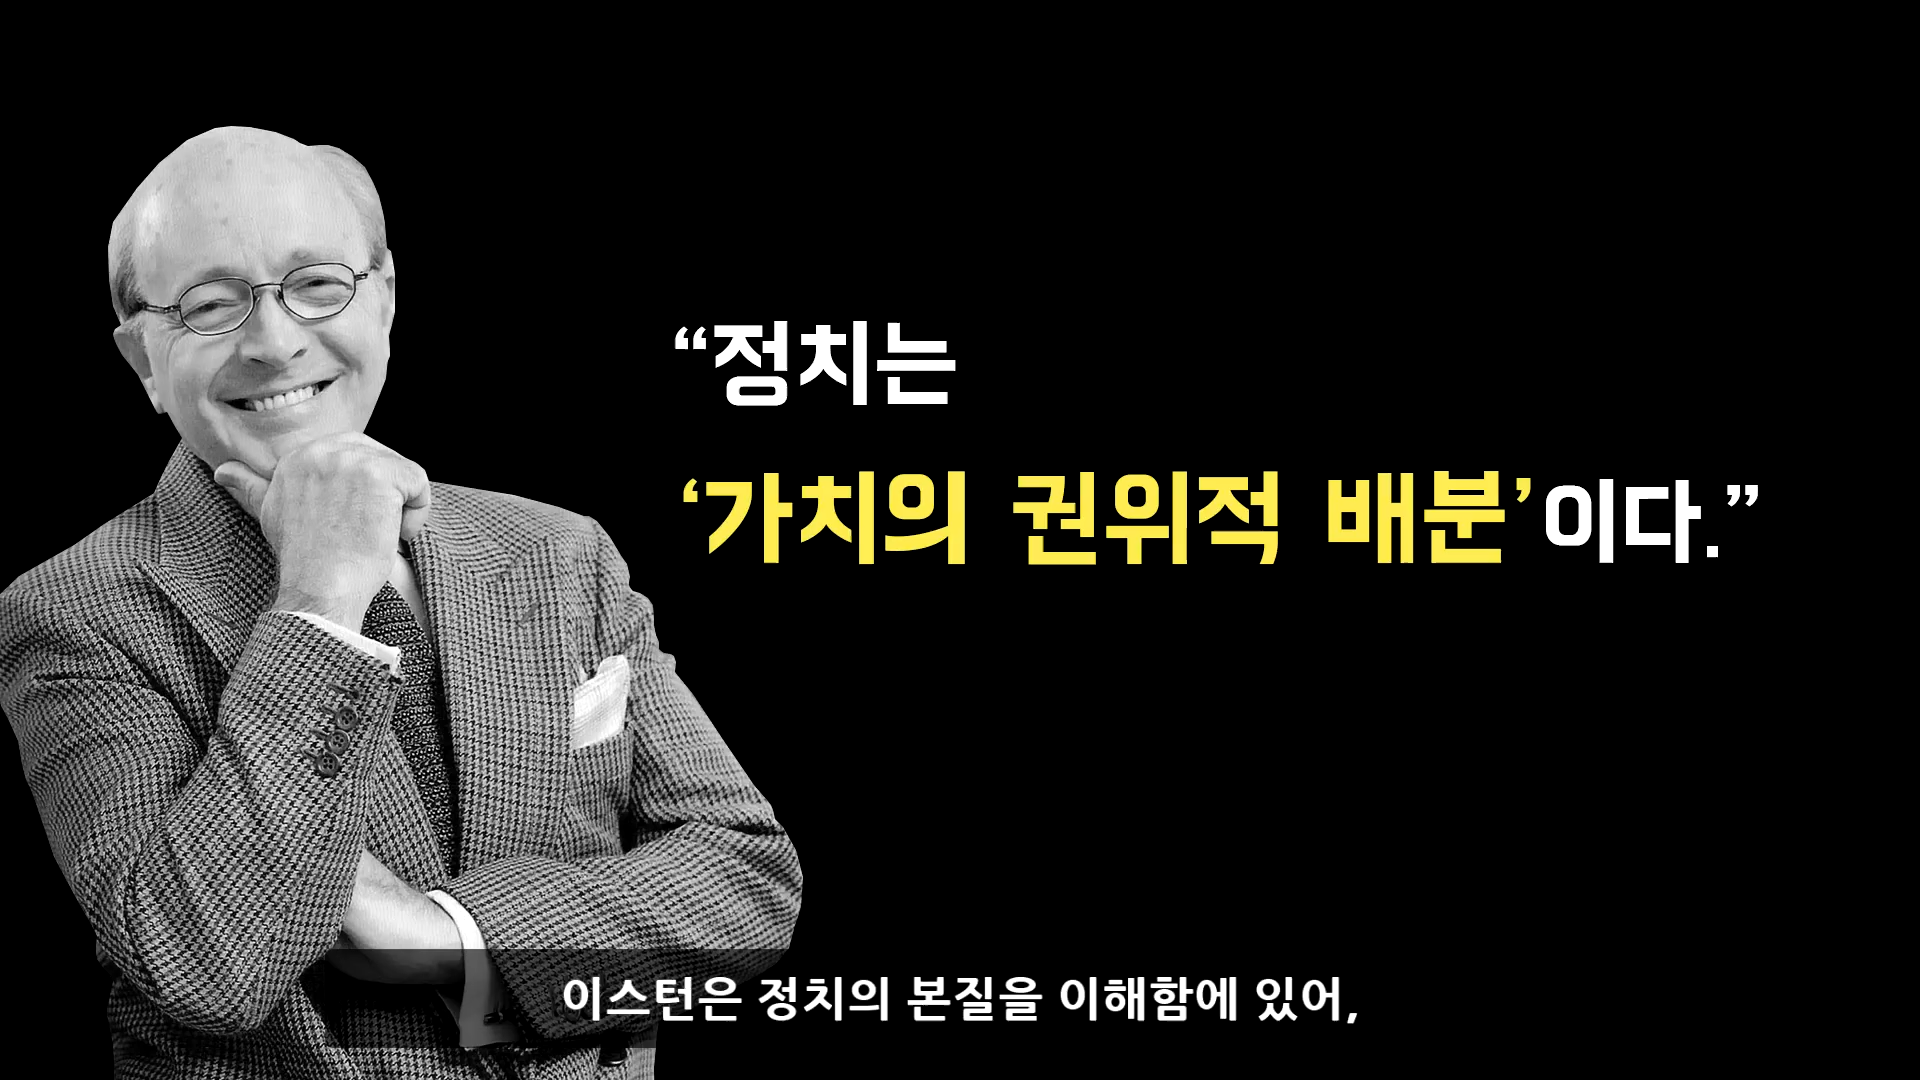 “정치는
‘가치의 권위적 배분’이다.”
이스턴은 정치의 본질을 이해함에 있어,